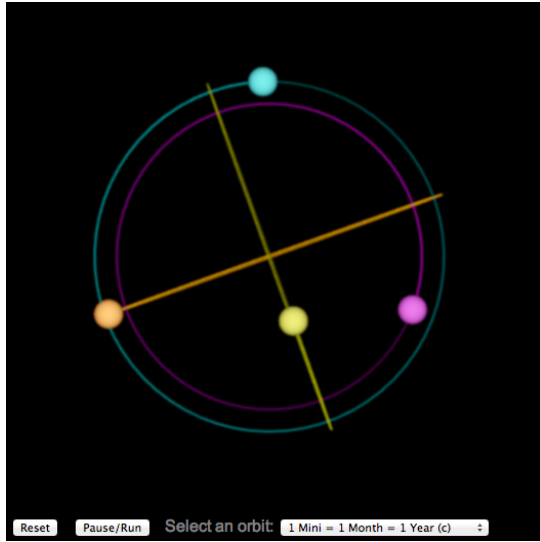 Reset Pause/Run Select an orbit: 1 Mini = 1 Month = 1 Year (c)